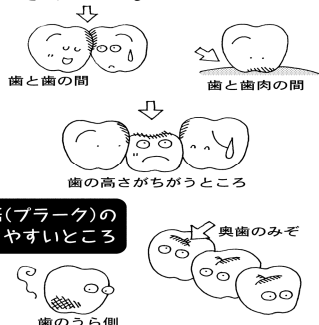 歯と歯の間
歯と歯肉の間
歯の高さがちがうところ
(プラーク)の
やすいところ
奥歯のみぞ
歯のうら側